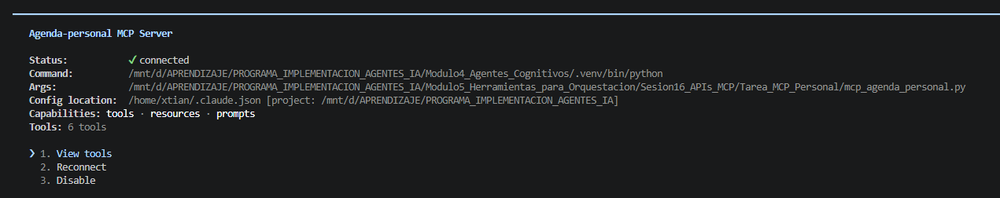 Agenda-personal MCP Server
Status: ✔ connected
Command: /mnt/d/APRENDIZAJE/PROGRAMA_IMPLEMENTACION_AGENTES_IA/Modulo4_Agentes_Cognitivos/.venv/bin/python
Args: /mnt/d/APRENDIZAJE/PROGRAMA_IMPLEMENTACION_AGENTES_IA/Modulo5_Herramientas_para_Orquestacion/Sesion16_APIs_MCP/Tarea_MCP_Personal/mcp_agenda_personal.py
Config location: /home/xtian/.claude.json [project: /mnt/d/APRENDIZAJE/PROGRAMA_IMPLEMENTACION_AGENTES_IA]
Capabilities: tools · resources · prompts
Tools: 6 tools
❯ 1. View tools
2. Reconnect
3. Disable